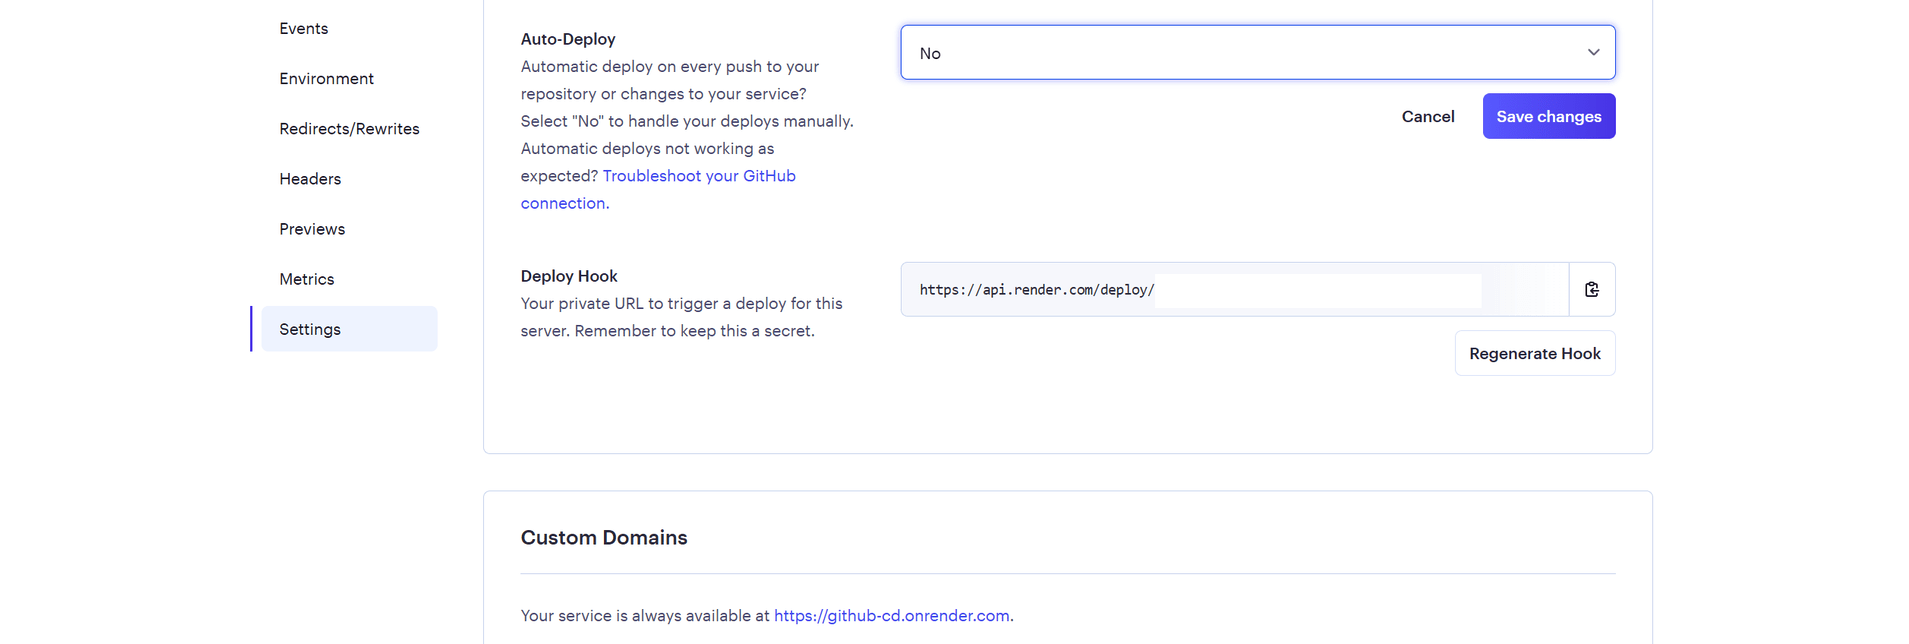 Events
Environment
Redirects/Rewrites
Headers
Previews
Metrics
Settings
Auto-Deploy
Automatic deploy on every push to your
repository or changes to your service?
Select "No" to handle your deploys manually.
Automatic deploys not working as
expected? Troubleshoot your GitHub
connection.
No
Cancel
Save changes
Deploy Hook
Your private URL to trigger a deploy for this
server. Remember to keep this a secret.
https://api.render.com/deploy/
Regenerate Hook
Custom Domains
Your service is always available at https://github-cd.onrender.com.